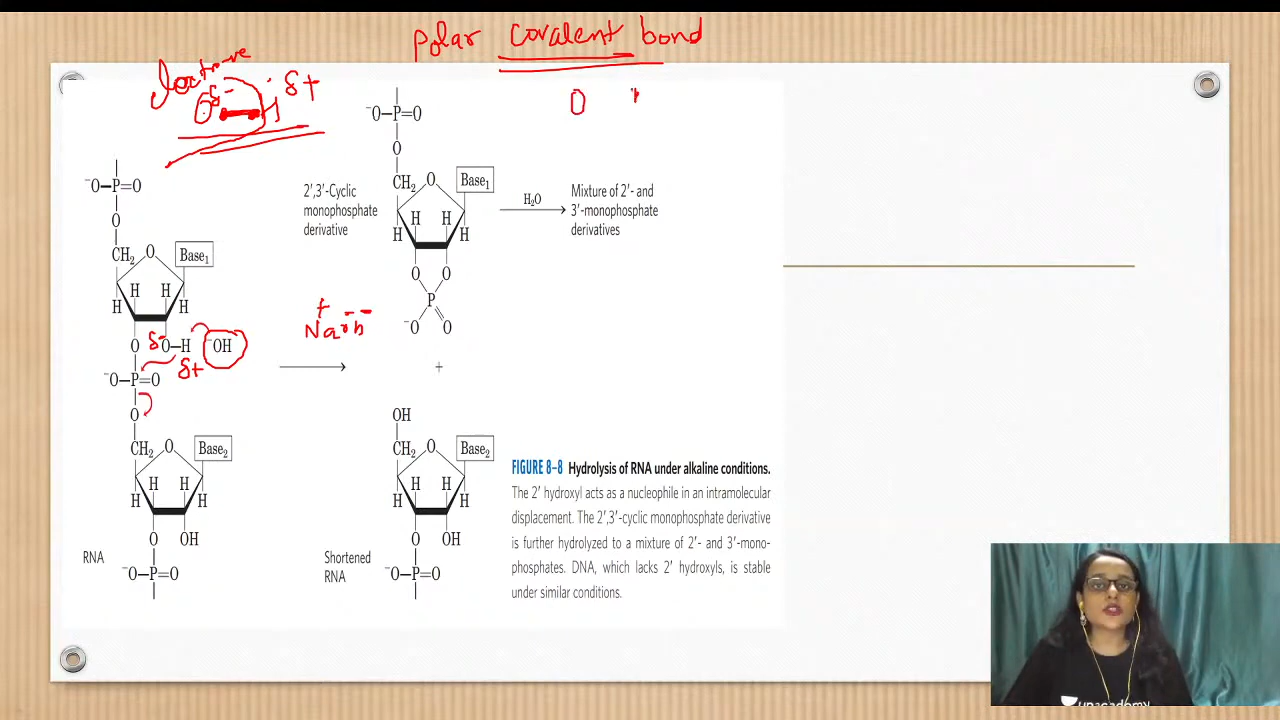 Polar covalent bond
δ-
δ+
O H
O
⁻O–P=O
O
CH₂ O Base₁
H H
H H
O O
P
⁻O O
2′,3′-Cyclic
monophosphate
derivative
H₂O
Mixture of 2′- and
3′-monophosphate
derivatives
⁻O–P=O
O
CH₂ O Base₁
H H
H H
O δ- O–H ⁻OH
δ+
⁻O–P=O
O
CH₂ O Base₂
H H
H H
O OH
RNA
⁻O–P=O
+
OH
CH₂ O Base₂
H H
H H
O OH
Shortened
RNA
⁻O–P=O
FIGURE 8–8 Hydrolysis of RNA under alkaline conditions.
The 2′ hydroxyl acts as a nucleophile in an intramolecular
displacement. The 2′,3′-cyclic monophosphate derivative
is further hydrolyzed to a mixture of 2′- and 3′-mono-
phosphates. DNA, which lacks 2′ hydroxyls, is stable
under similar conditions.
unacademy